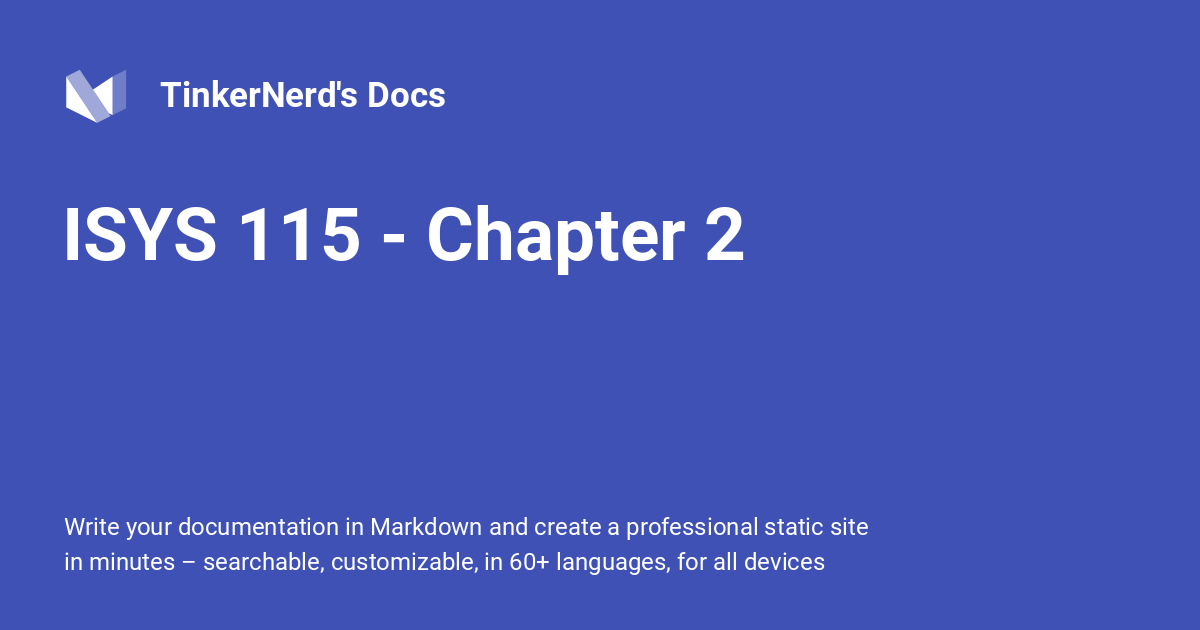 TinkerNerd's Docs
ISYS 115 - Chapter 2
Write your documentation in Markdown and create a professional static site
in minutes – searchable, customizable, in 60+ languages, for all devices